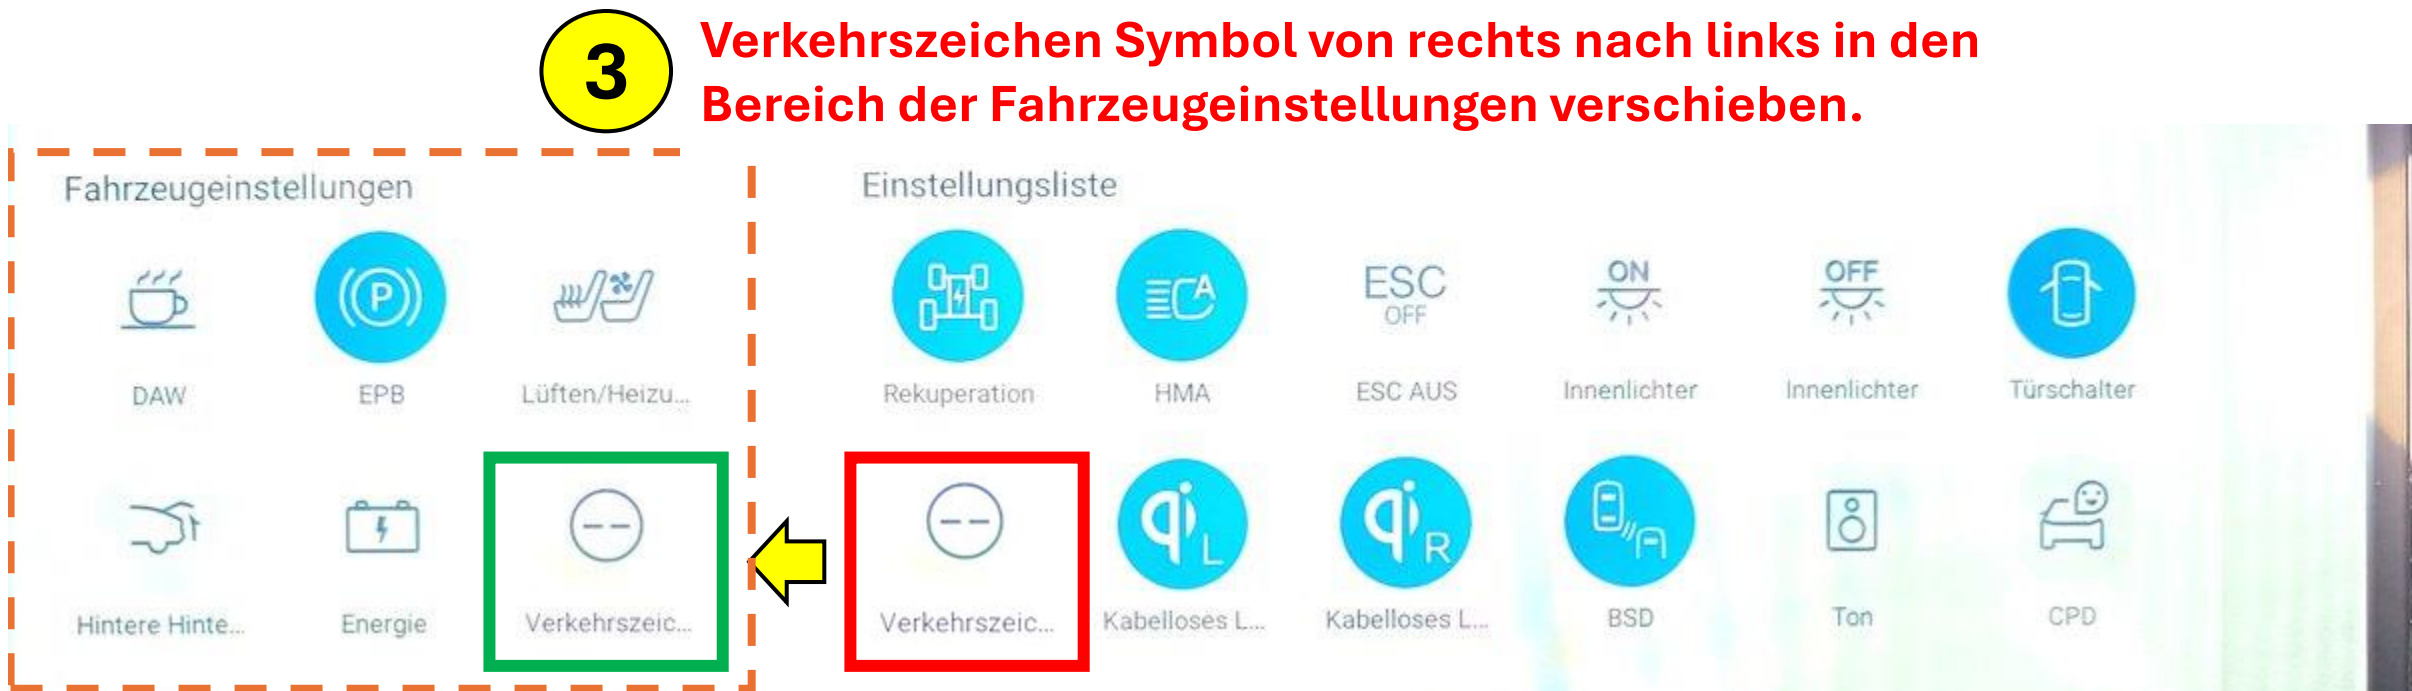 3
Verkehrszeichen Symbol von rechts nach links in den
Bereich der Fahrzeugeinstellungen verschieben.
Fahrzeugeinstellungen
DAW
P
EPB
Lüften/Heizu...
Hintere Hinte...
Energie
--
Verkehrszeic...
Einstellungsliste
Rekuperation
A
HMA
ESC
OFF
ESC AUS
ON
Innenlichter
OFF
Innenlichter
Türschalter
--
Verkehrszeic...
qi L
Kabelloses L...
qi R
Kabelloses L...
BSD
Ton
CPD